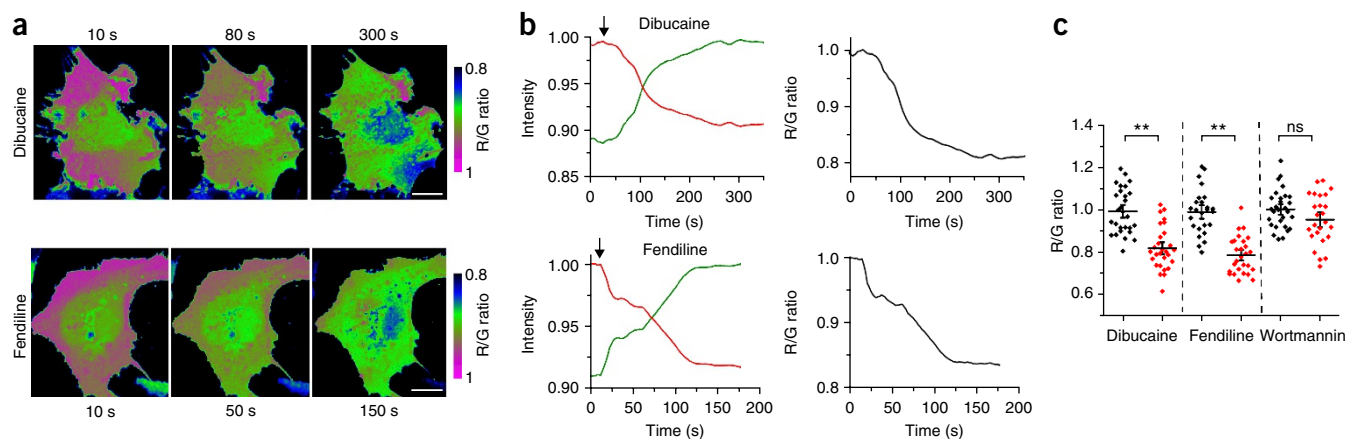 a
10 s 80 s 300 s
Dibucaine
0.8
R/G ratio
1
Fendiline
0.8
R/G ratio
1
10 s 50 s 150 s
b
Dibucaine
1.00
0.95
0.90
0.85
Intensity
0 100 200 300
Time (s)
1.0
0.9
0.8
R/G ratio
0 100 200 300
Time (s)
Fendiline
1.00
0.95
0.90
Intensity
0 50 100 150 200
Time (s)
1.0
0.9
0.8
R/G ratio
0 50 100 150 200
Time (s)
c
** ** ns
1.4
1.2
1.0
0.8
0.6
R/G ratio
Dibucaine Fendiline Wortmannin